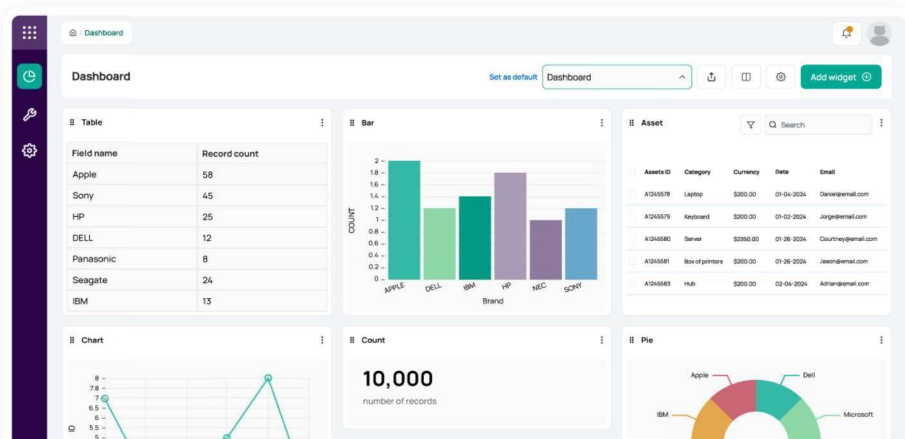 / Dashboard
Dashboard
Set as default
Dashboard
Add widget
Table
Field name Record count
Apple 58
Sony 45
HP 25
DELL 12
Panasonic 8
Seagate 24
IBM 13
Bar
COUNT
2
1.8
1.6
1.4
1.2
1
0.8
0.6
0.4
0.2
0
APPLE DELL IBM HP NEC SONY
Brand
Asset
Search
Assets ID Category Currency Date Email
A1245578 Laptop $200.00 01-04-2024 Daniel@email.com
A1245579 Keyboard $200.00 01-02-2024 Jorge@email.com
A1245580 Server $2350.00 01-26-2024 Courtney@email.com
A1245581 Box of printers $200.00 01-26-2024 Jason@email.com
A1245583 Hub $200.00 02-04-2024 Adrian@email.com
Chart
8
7.8
7
6.5
6
5.5
5
ID
Count
10,000
number of records
Pie
Apple
Dell
IBM
Microsoft